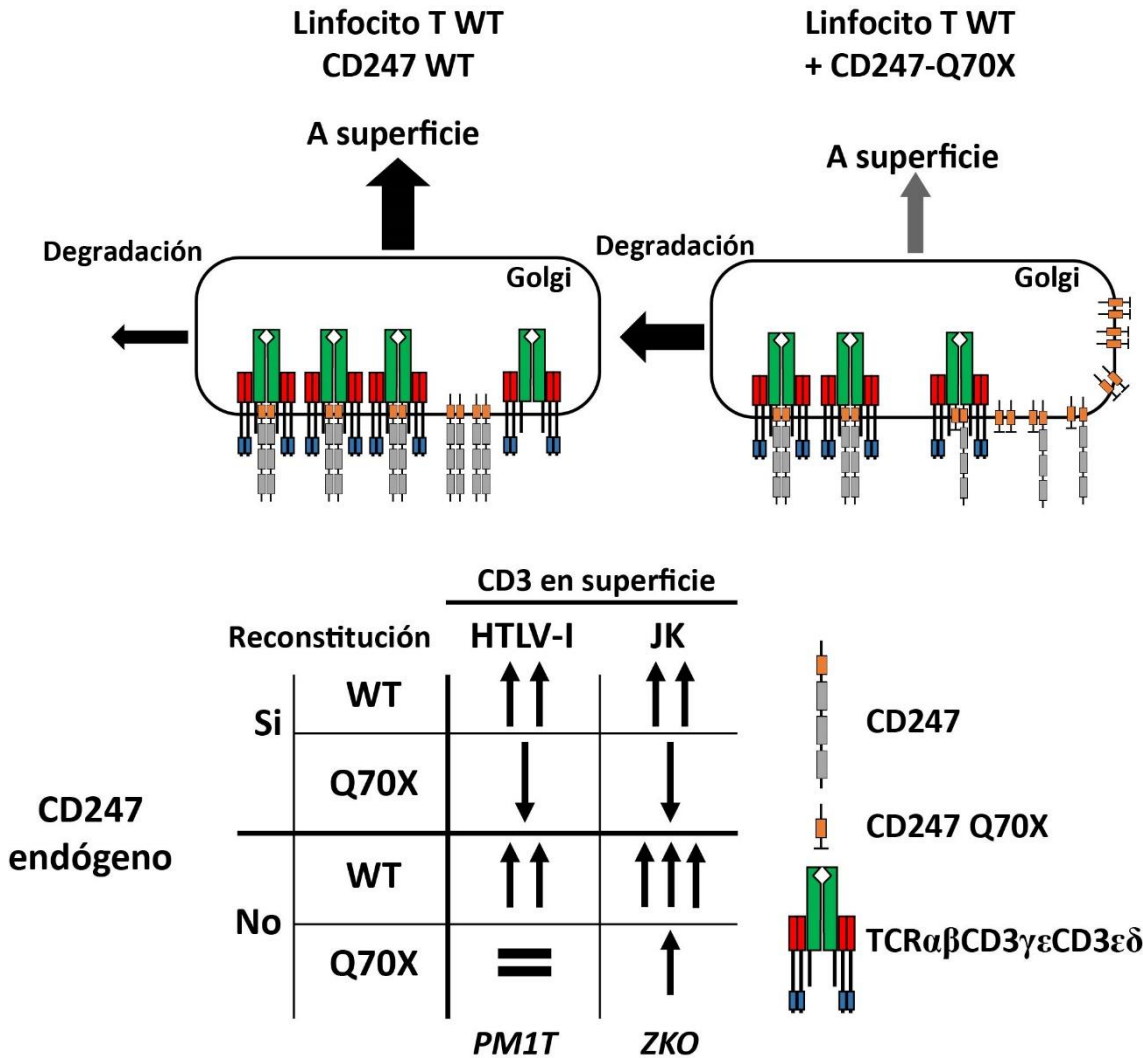 Linfocito T WT
CD247 WT
Linfocito T WT
+ CD247-Q70X
A superficie
A superficie
Degradación
Golgi
Degradación
Golgi
CD3 en superficie
Reconstitución
HTLV-I
JK
CD247
endógeno
Si
WT
Q70X
No
WT
Q70X
=
PM1T
ZKO
CD247
CD247 Q70X
TCRαβCD3γεCD3εδ